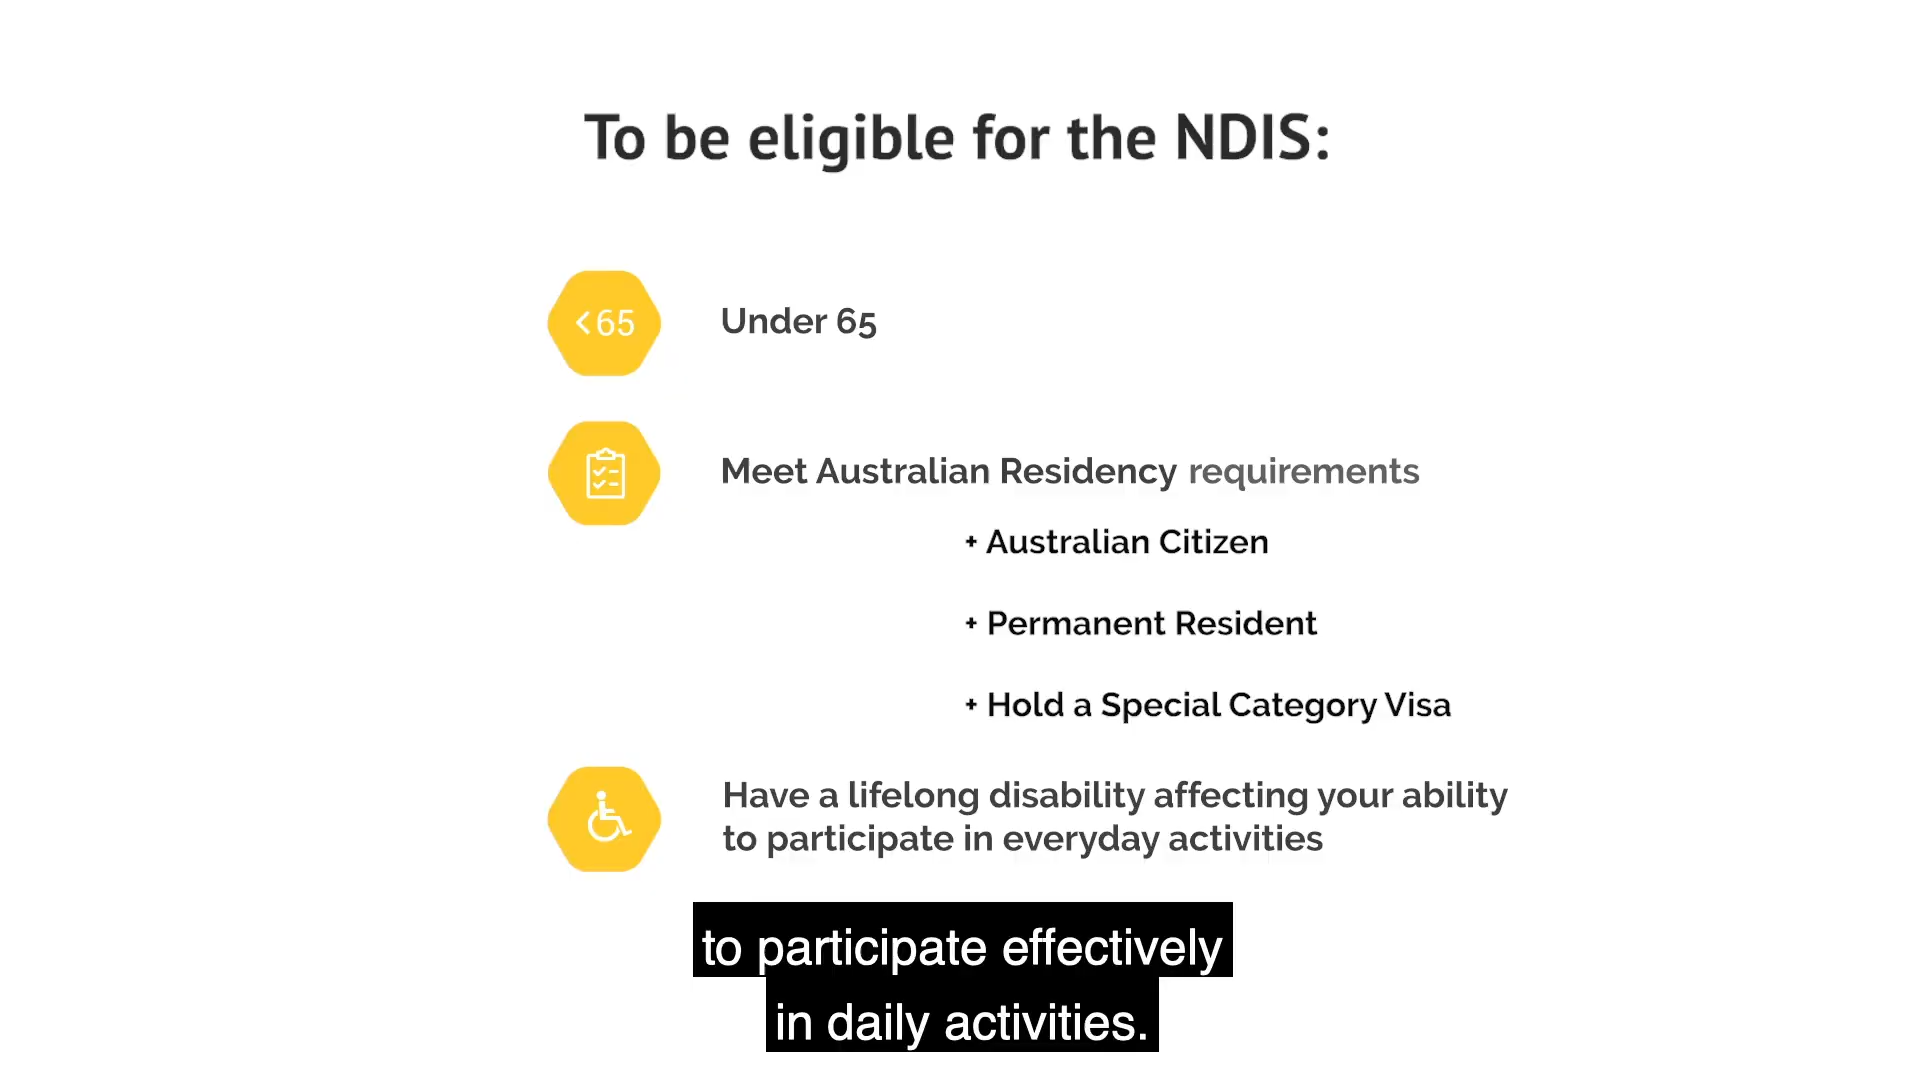 To be eligible for the NDIS:
<65
Under 65
Meet Australian Residency requirements
+ Australian Citizen
+ Permanent Resident
+ Hold a Special Category Visa
Have a lifelong disability affecting your ability
to participate in everyday activities
to participate effectively
in daily activities.